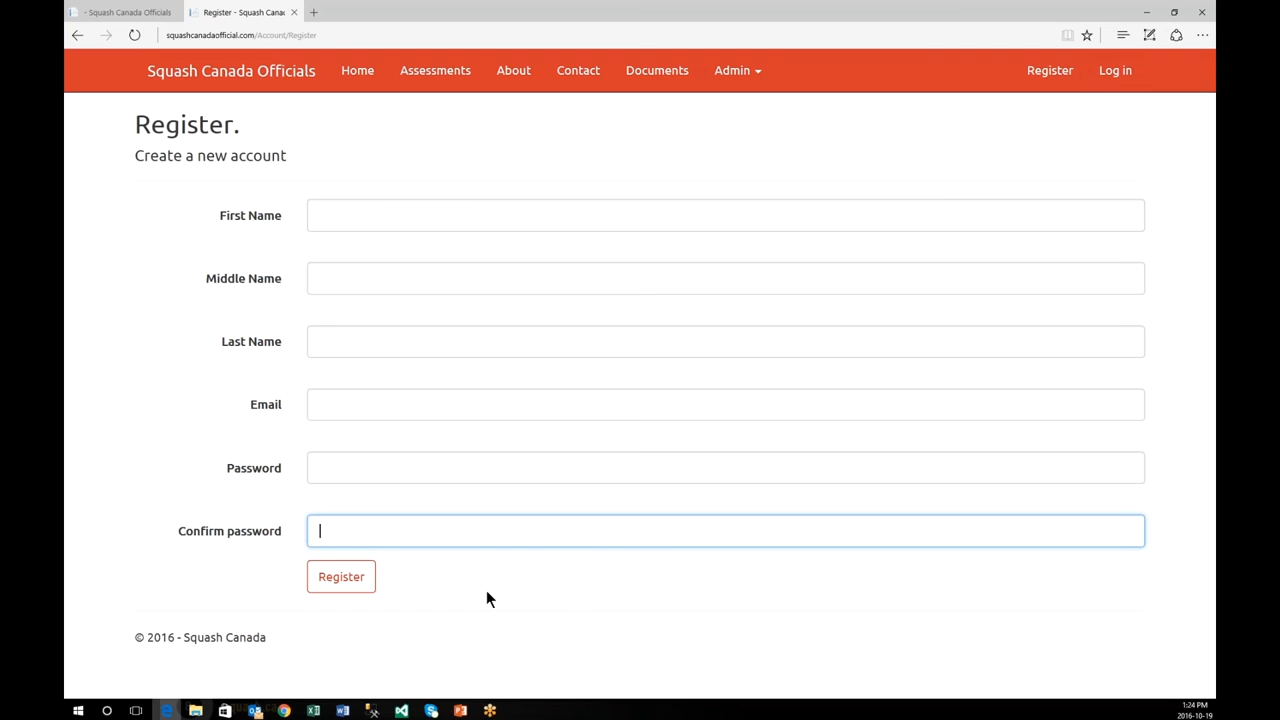 - Squash Canada Officials
Register - Squash Cana
squashcanadaofficial.com/Account/Register
Squash Canada Officials Home Assessments About Contact Documents Admin Register Log in
Register.
Create a new account
First Name
Middle Name
Last Name
Email
Password
Confirm password
Register
© 2016 - Squash Canada
1:24 PM
2016-10-19